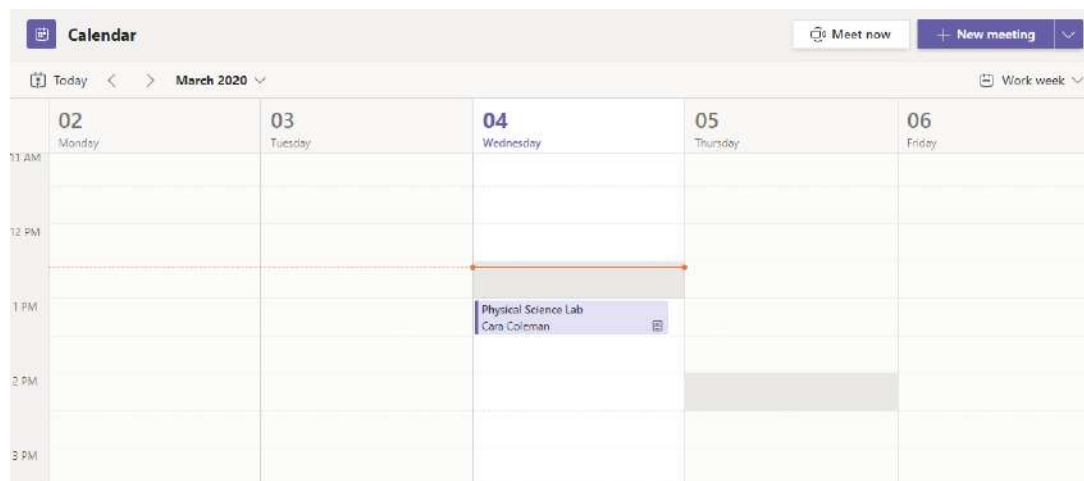 Calendar
Meet now
New meeting
Today
March 2020
Work week
02
Monday
03
Tuesday
04
Wednesday
05
Thursday
06
Friday
11 AM
12 PM
1 PM
Physical Science Lab
Cara Coleman
2 PM
3 PM